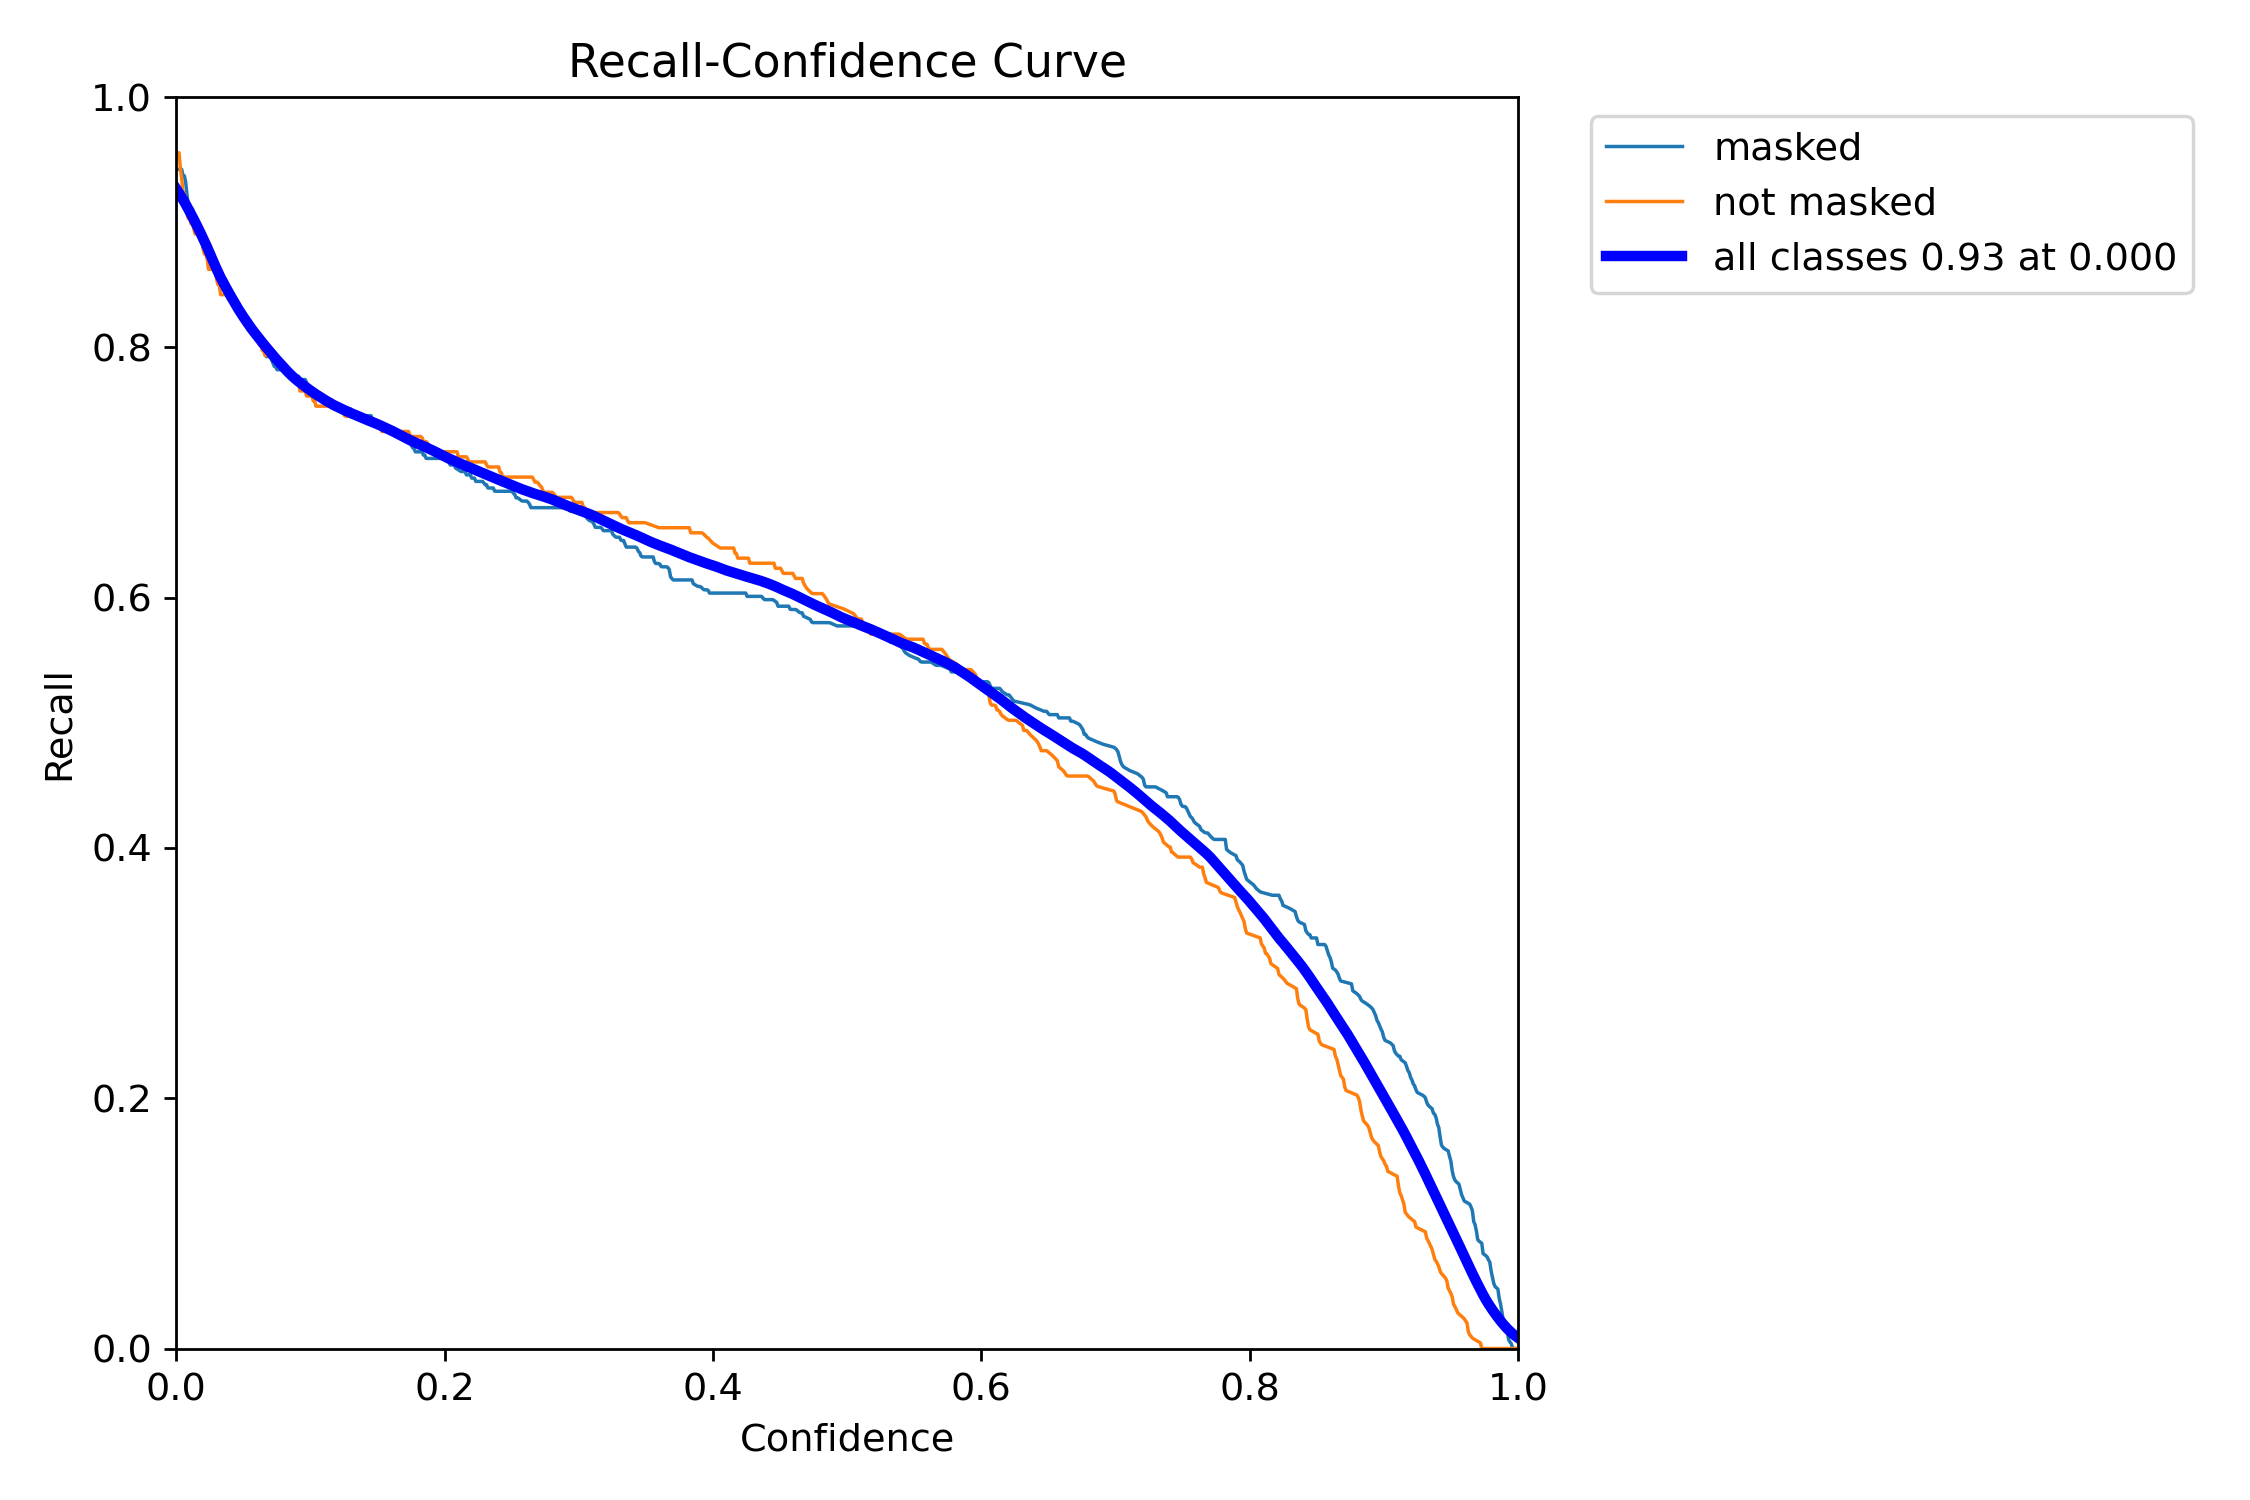 Recall-Confidence Curve
1.0
0.8
0.6
0.4
0.2
0.0
Recall
0.0 0.2 0.4 0.6 0.8 1.0
Confidence
masked
not masked
all classes 0.93 at 0.000